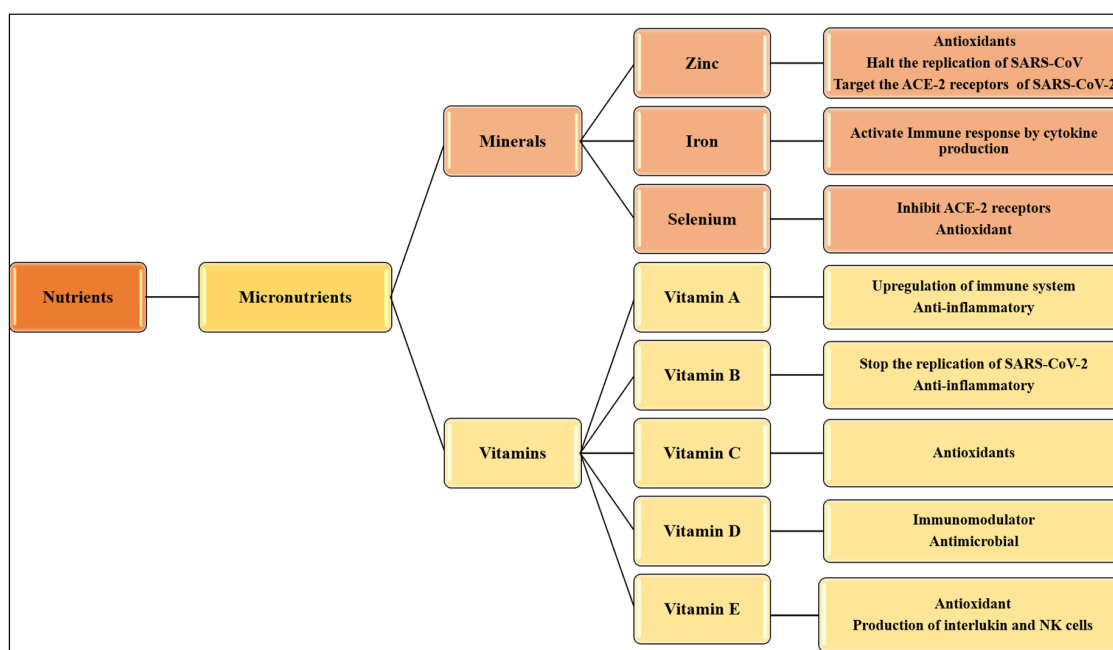 Nutrients
Micronutrients
Minerals
Zinc
Antioxidants
Halt the replication of SARS-CoV
Target the ACE-2 receptors of SARS-CoV-2
Iron
Activate Immune response by cytokine
production
Selenium
Inhibit ACE-2 receptors
Antioxidant
Vitamins
Vitamin A
Upregulation of immune system
Anti-inflammatory
Vitamin B
Stop the replication of SARS-CoV-2
Anti-inflammatory
Vitamin C
Antioxidants
Vitamin D
Immunomodulator
Antimicrobial
Vitamin E
Antioxidant
Production of interlukin and NK cells